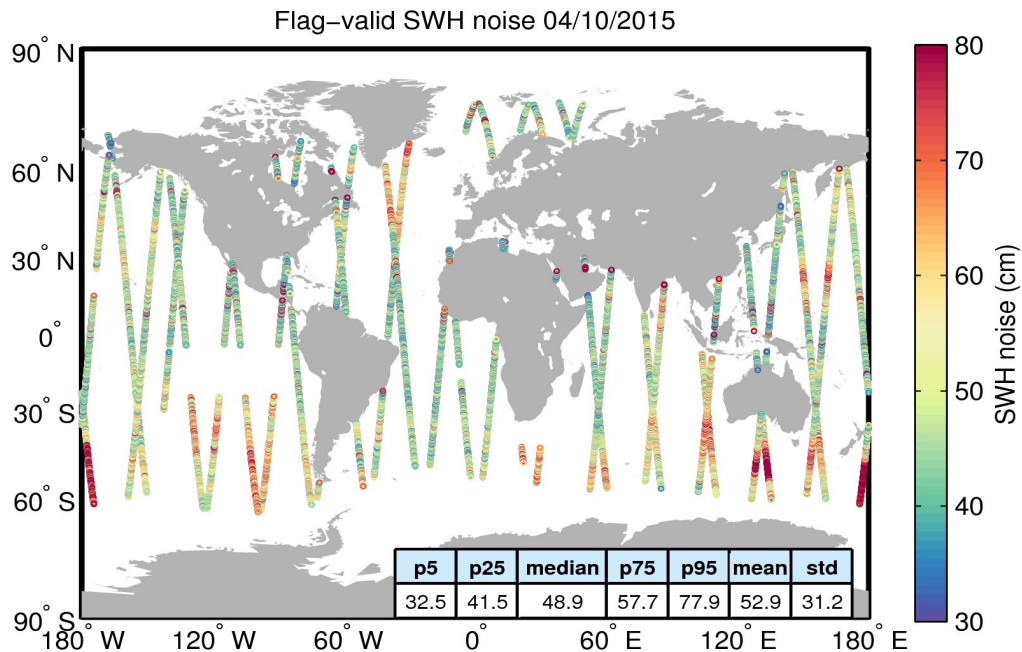 Flag−valid SWH noise 04/10/2015
90° N
60° N
30° N
0°
30° S
60° S
90° S
180° W
120° W
60° W
0°
60° E
120° E
180° E
p5 p25 median p75 p95 mean std
32.5 41.5 48.9 57.7 77.9 52.9 31.2
80
70
60
50
40
30
SWH noise (cm)